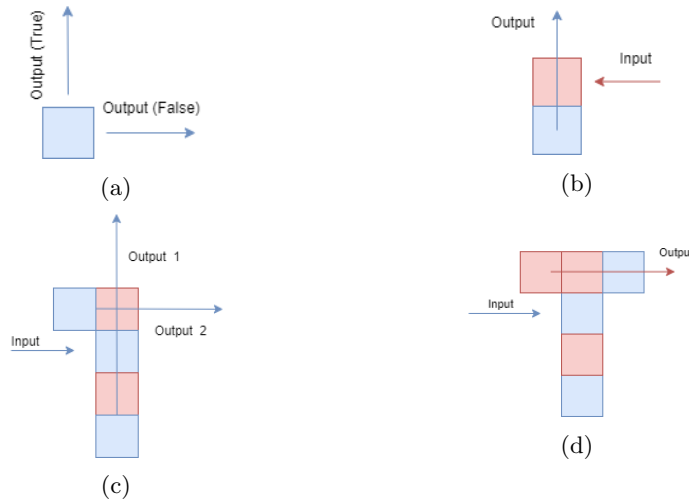 Output (True)
Output (False)
(a)
Output
Input
(b)
Output 1
Output 2
Input
(c)
Outpu
Input
(d)